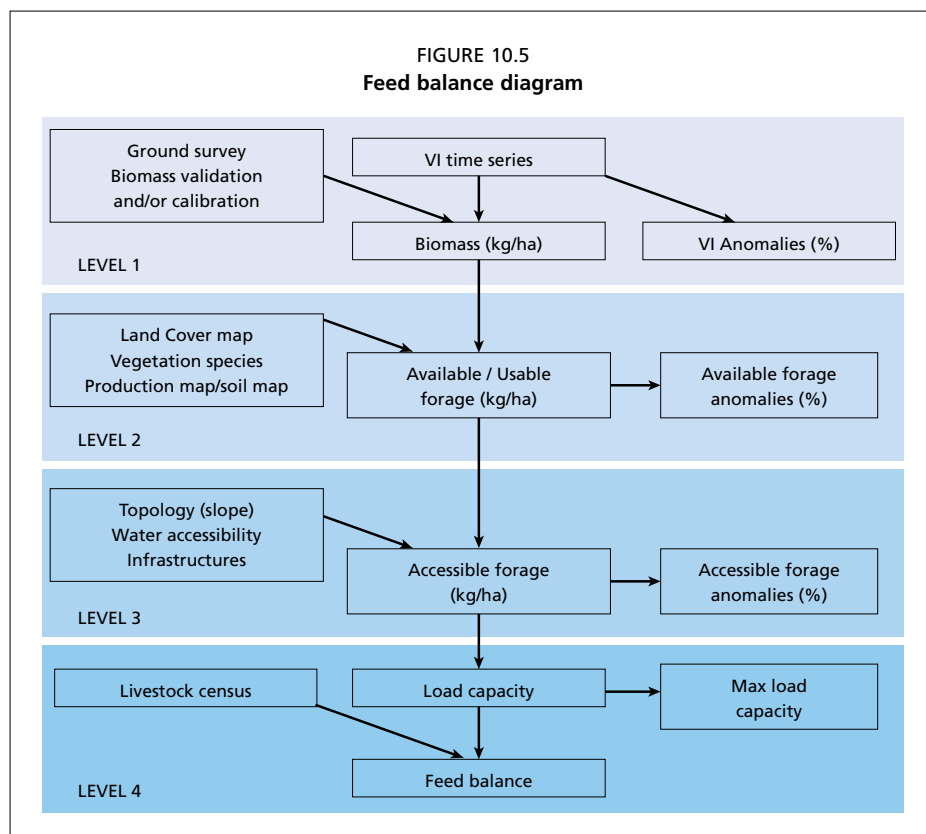 FIGURE 10.5
Feed balance diagram
Ground survey
Biomass validation
and/or calibration
VI time series
Biomass (kg/ha)
VI Anomalies (%)
LEVEL 1
Land Cover map
Vegetation species
Production map/soil map
Available / Usable
forage (kg/ha)
Available forage
anomalies (%)
LEVEL 2
Topology (slope)
Water accessibility
Infrastructures
Accessible forage
(kg/ha)
Accessible forage
anomalies (%)
LEVEL 3
Livestock census
Load capacity
Max load
capacity
Feed balance
LEVEL 4